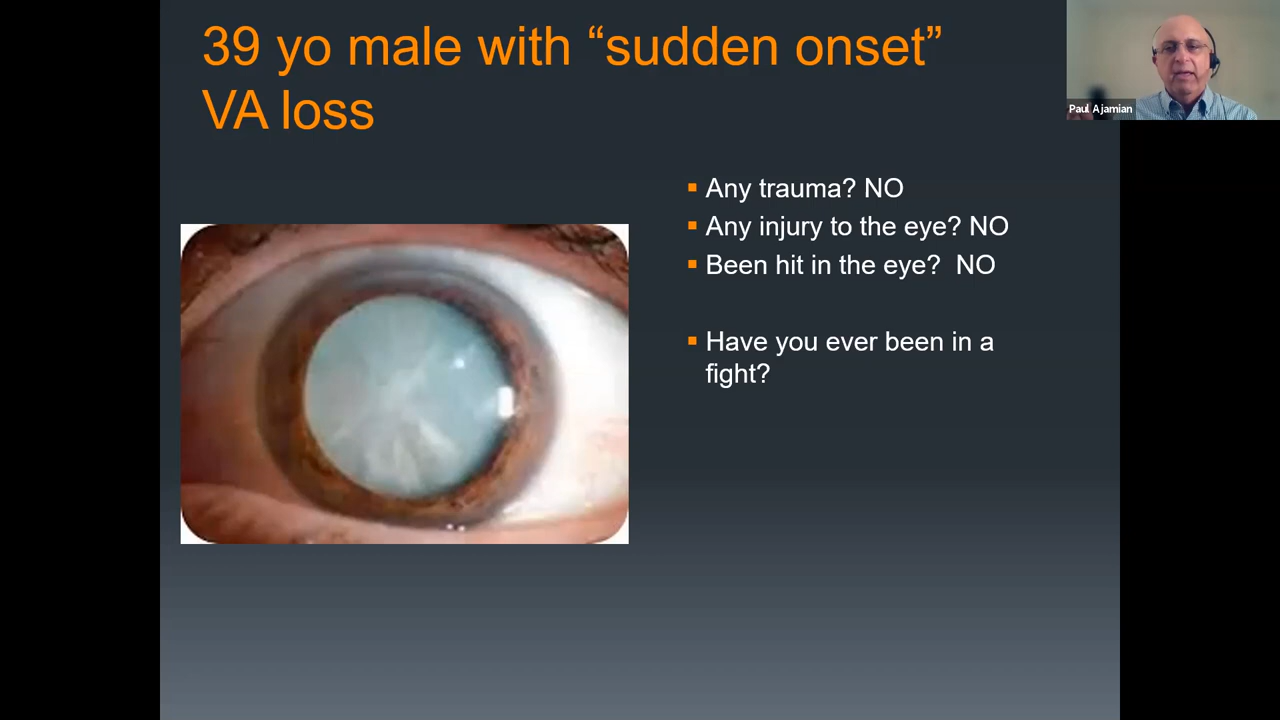 39 yo male with “sudden onset”
VA loss
Paul Ajamian
▪ Any trauma? NO
▪ Any injury to the eye? NO
▪ Been hit in the eye?  NO
▪ Have you ever been in a
fight?